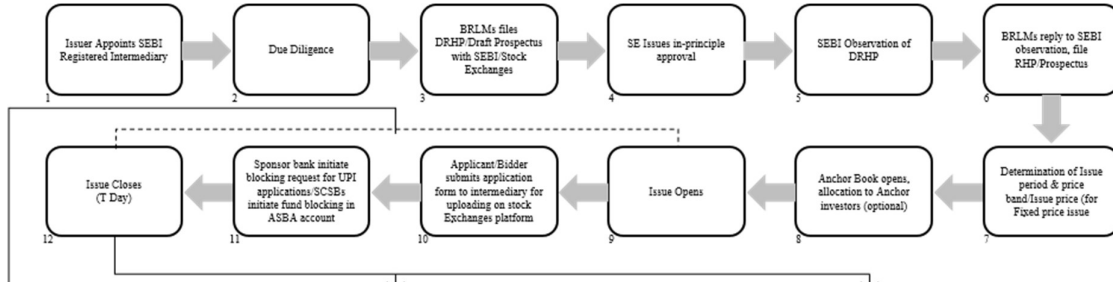 Issuer Appoints SEBI
Registered Intermediary
1
Due Diligence
2
BRLMs files
DRHP/Draft Prospectus
with SEBI/Stock
Exchanges
3
SE Issues in-principle
approval
4
SEBI Observation of
DRHP
5
BRLMs reply to SEBI
observation, file
RHP/Prospectus
6
Issue Closes
(T Day)
12
Sponsor bank initiate
blocking request for UPI
applications/SCSBs
initiate fund blocking in
ASBA account
11
Applicant/Bidder
submits application
form to intermediary for
uploading on stock
Exchanges platform
10
Issue Opens
9
Anchor Book opens,
allocation to Anchor
investors (optional)
8
Determination of Issue
period & price
band/Issue price (for
Fixed price issue
7